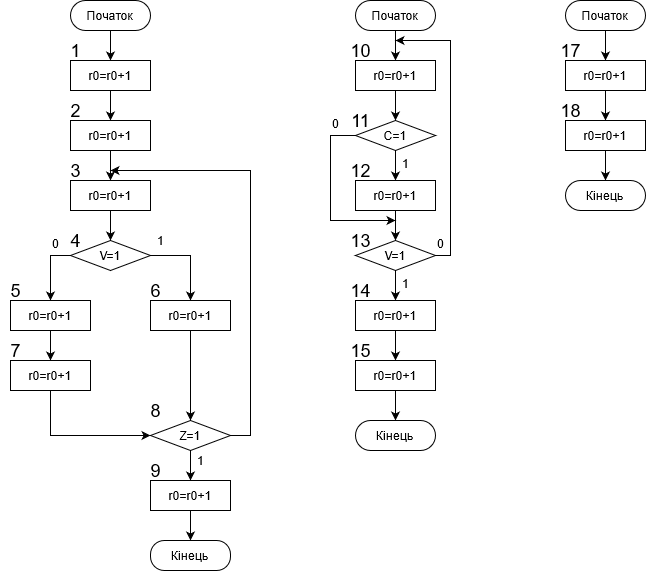 Початок
1
r0=r0+1
2
r0=r0+1
3
r0=r0+1
4
0
1
V=1
5
r0=r0+1
6
r0=r0+1
7
r0=r0+1
8
Z=1
1
9
r0=r0+1
Кінець
Початок
10
r0=r0+1
11
0
C=1
1
12
r0=r0+1
13
V=1
0
1
14
r0=r0+1
15
r0=r0+1
Кінець
Початок
17
r0=r0+1
18
r0=r0+1
Кінець